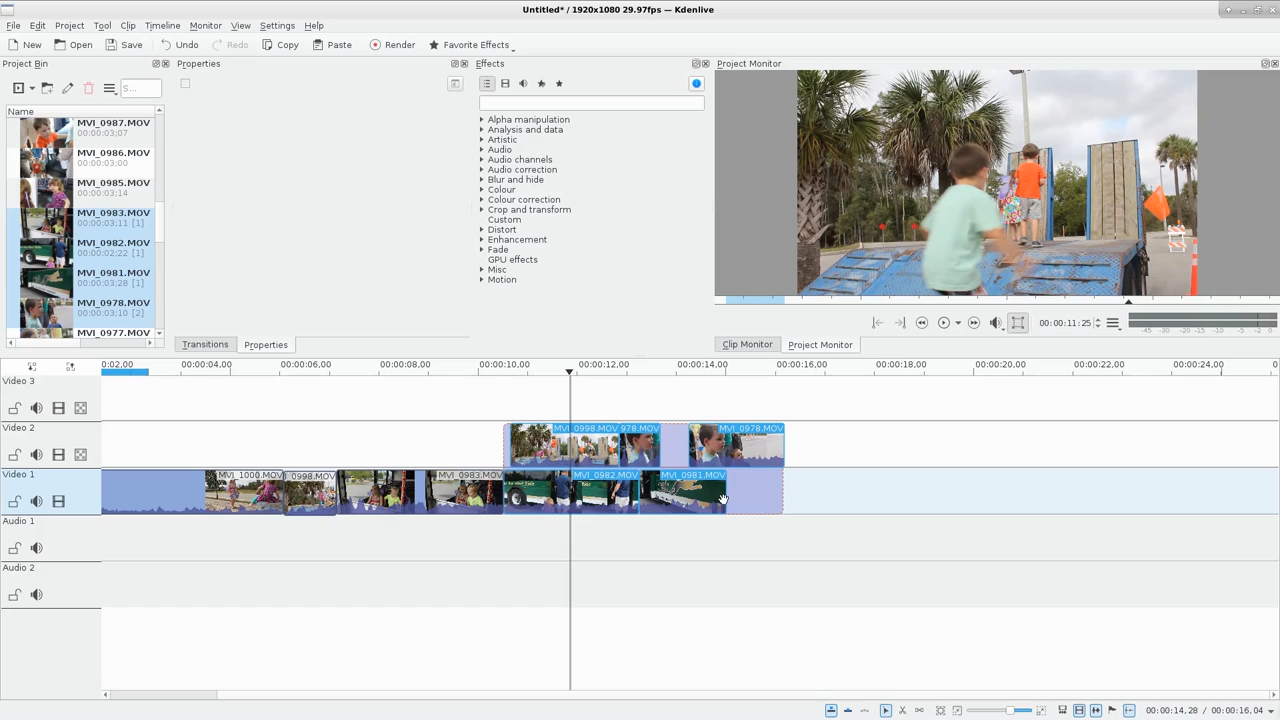 Untitled* / 1920x1080 29.97fps — Kdenlive
File Edit Project Tool Clip Timeline Monitor View Settings Help
New Open Save Undo Redo Copy Paste Render Favorite Effects
Project Bin
Properties
Effects
Project Monitor
S...
Name
MVI_0987.MOV
00:00:03;07
MVI_0986.MOV
00:00:03;00
MVI_0985.MOV
00:00:03;14
MVI_0983.MOV
00:00:03;11 [1]
MVI_0982.MOV
00:00:02;22 [1]
MVI_0981.MOV
00:00:03;28 [1]
MVI_0978.MOV
00:00:03;10 [2]
MVI_0977.MOV
Alpha manipulation
Analysis and data
Artistic
Audio
Audio channels
Audio correction
Blur and hide
Colour
Colour correction
Crop and transform
Custom
Distort
Enhancement
Fade
GPU effects
Misc
Motion
00:00:11;25
-45 -30 -20 -10 -5 0
Transitions Properties
Clip Monitor Project Monitor
0:02,00 00:00:04,00 00:00:06,00 00:00:08,00 00:00:10,00 00:00:12,00 00:00:14,00 00:00:16,00 00:00:18,00 00:00:20,00 00:00:22,00 00:00:24,00
Video 3
Video 2
MVI_0998.MOV 978.MOV MVI_0978.MOV
Video 1
MVI_1000.MOV 0998.MOV MVI_0983.MOV MVI_0982.MOV MVI_0981.MOV
Audio 1
Audio 2
00:00:14,28 / 00:00:16,04